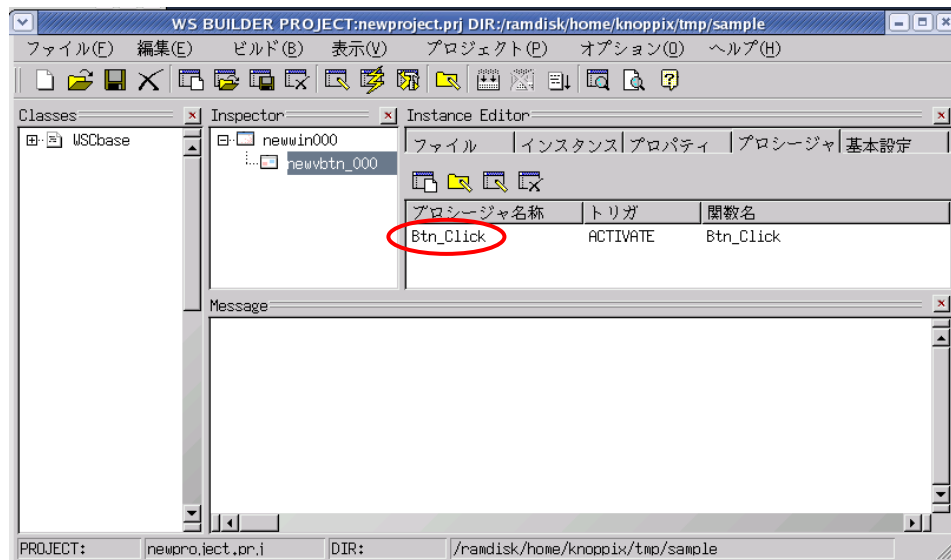 WS BUILDER PROJECT:newproject.prj DIR:/ramdisk/home/knoppix/tmp/sample
ファイル(F) 編集(E) ビルド(B) 表示(V) プロジェクト(P) オプション(O) ヘルプ(H)
Classes Inspector Instance Editor
WSCbase
newwin000
newvbtn_000
ファイル インスタンス プロパティ プロシージャ 基本設定
プロシージャ名称 トリガ 関数名
Btn_Click ACTIVATE Btn_Click
Message
PROJECT: newproject.prj DIR: /ramdisk/home/knoppix/tmp/sample